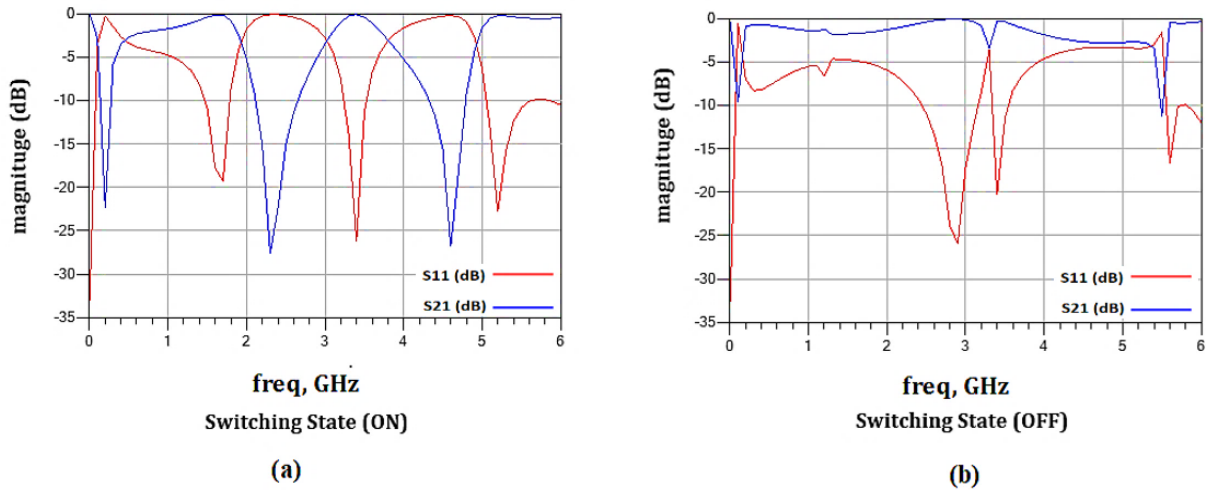 0
-5
-10
-15
-20
-25
-30
-35
magnituge (dB)
S11 (dB)
S21 (dB)
0 1 2 3 4 5 6
freq, GHz
Switching State (ON)
(a)
0
-5
-10
-15
-20
-25
-30
-35
magnituge (dB)
S11 (dB)
S21 (dB)
0 1 2 3 4 5 6
freq, GHz
Switching State (OFF)
(b)